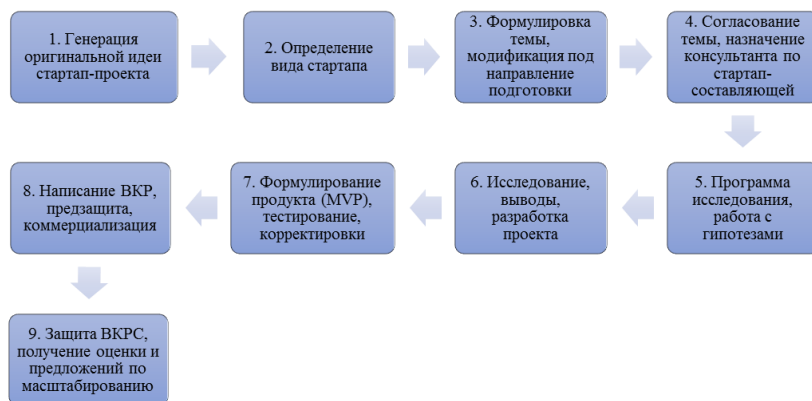 1. Генерация
оригинальной идеи
стартап-проекта
2. Определение
вида стартапа
3. Формулировка
темы,
модификация под
направление
подготовки
4. Согласование
темы, назначение
консультанта по
стартап-
составляющей
5. Программа
исследования,
работа с
гипотезами
6. Исследование,
выводы,
разработка
проекта
7. Формулирование
продукта (MVP),
тестирование,
корректировки
8. Написание ВКР,
предзащита,
коммерциализация
9. Защита ВКРС,
получение оценки и
предложений по
масштабированию